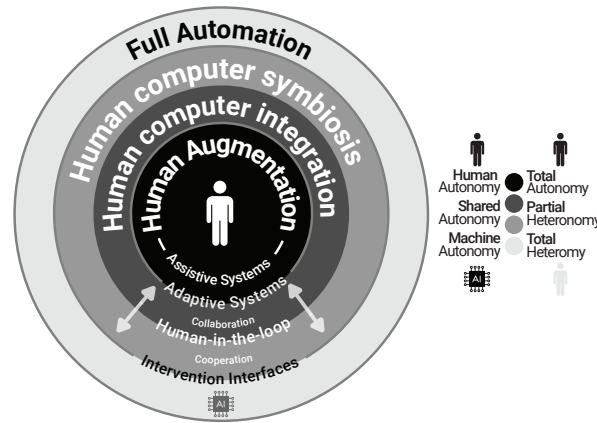 Full Automation
Human computer symbiosis
Human computer integration
Human Augmentation
Assistive Systems
Adaptive Systems
Collaboration
Human-in-the-loop
Cooperation
Intervention Interfaces
AI
Human
Autonomy
Shared
Autonomy
Machine
Autonomy
AI
Total
Autonomy
Partial
Heteronomy
Total
Heteromy